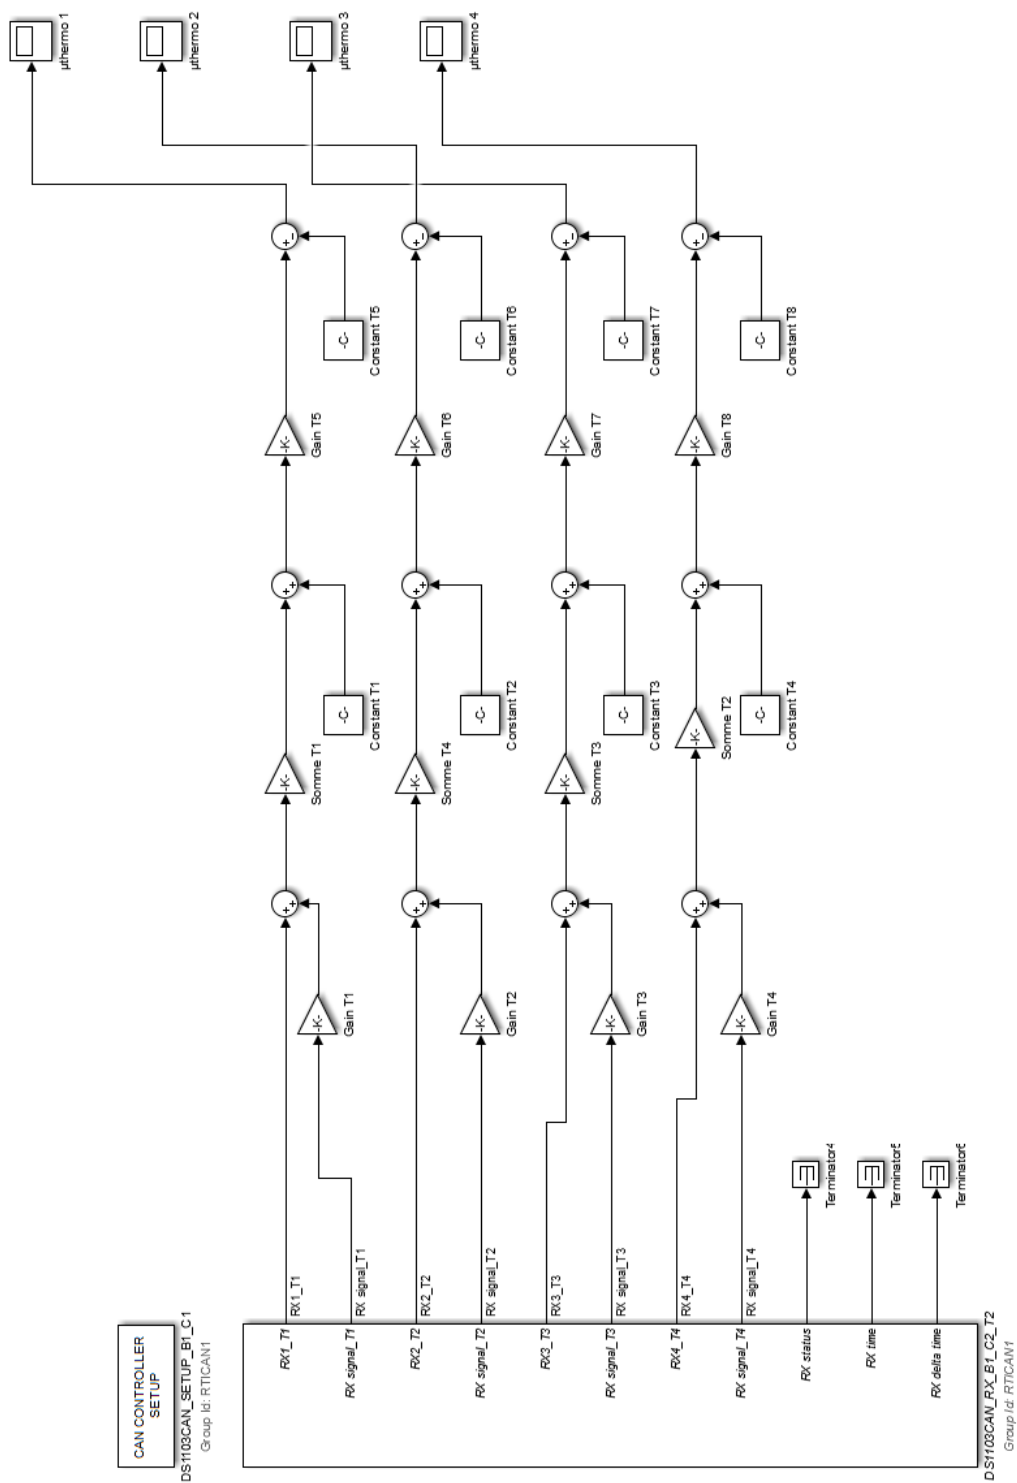 µthermo 1
µthermo 2
µthermo 3
µthermo 4
+
-
+
-
+
-
+
-
-C-
Constant T5
-C-
Constant T6
-C-
Constant T7
-C-
Constant T8
-K-
Gain T5
-K-
Gain T6
-K-
Gain T7
-K-
Gain T8
+
+
+
+
+
+
+
+
-C-
Constant T1
-C-
Constant T2
-C-
Constant T3
-C-
Constant T4
-K-
Somme T1
-K-
Somme T4
-K-
Somme T3
-K-
Somme T2
+
+
+
+
+
+
+
+
-K-
Gain T1
-K-
Gain T2
-K-
Gain T3
-K-
Gain T4
Terminator4
Terminator5
Terminator6
RX1_T1
RX signal_T1
RX2_T2
RX signal_T2
RX3_T3
RX signal_T3
RX4_T4
RX signal_T4
RX1_T1
RX signal_T1
RX2_T2
RX signal_T2
RX3_T3
RX signal_T3
RX4_T4
RX signal_T4
RX status
RX time
RX delta time
CAN CONTROLLER
SETUP
DS1103CAN_SETUP_B1_C1
Group Id: RTICAN1
DS1103CAN_RX_B1_C2_T2
Group Id: RTICAN1